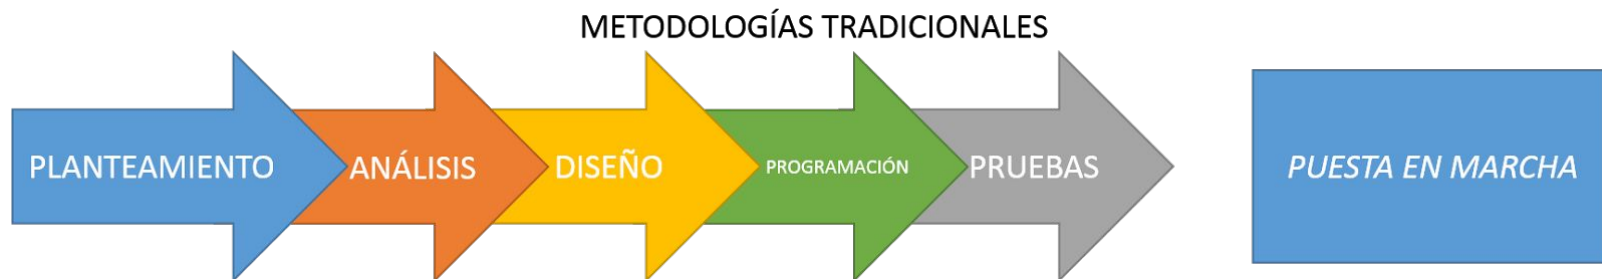 METODOLOGÍAS TRADICIONALES
PLANTEAMIENTO
ANÁLISIS
DISEÑO
PROGRAMACIÓN
PRUEBAS
PUESTA EN MARCHA